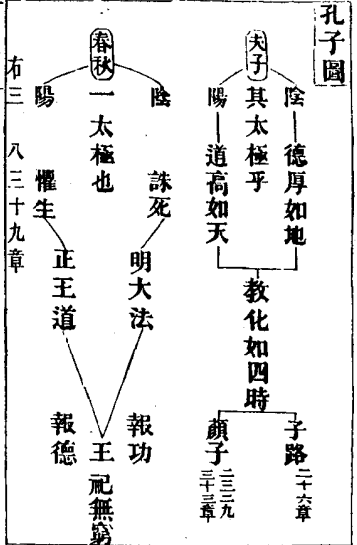 孔子圖
夫子
其太極乎
陰
德厚如地
陽
道高如天
教化如四時
子路
二十六章
顏子
二三二九
三十三章
春秋
一太極也
陰
誅死
明大法
陽
懼生
正王道
報功
王祀無窮
報德
右三 八三十九章